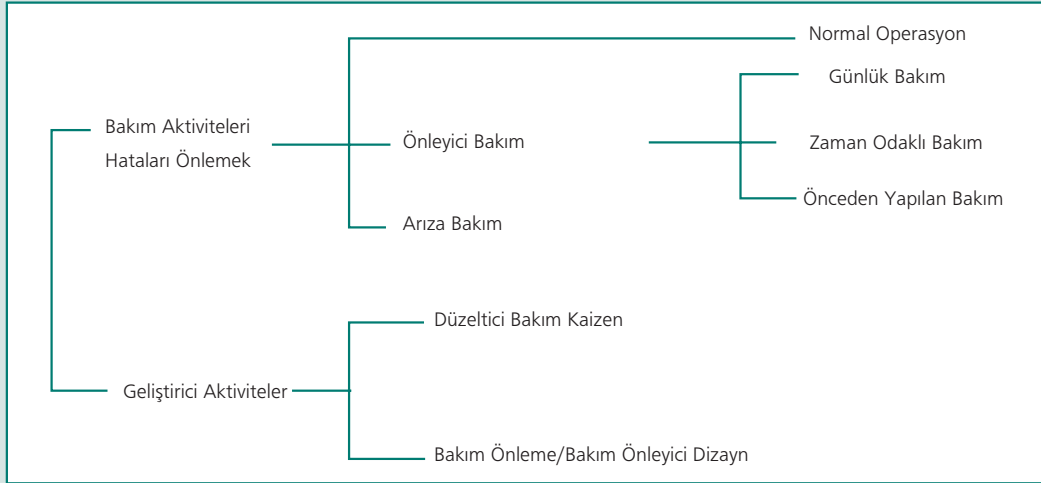 Normal Operasyon
Günlük Bakım
Bakım Aktiviteleri
Hataları Önlemek
Önleyici Bakım
Zaman Odaklı Bakım
Önceden Yapılan Bakım
Arıza Bakım
Düzeltici Bakım Kaizen
Geliştirici Aktiviteler
Bakım Önleme/Bakım Önleyici Dizayn